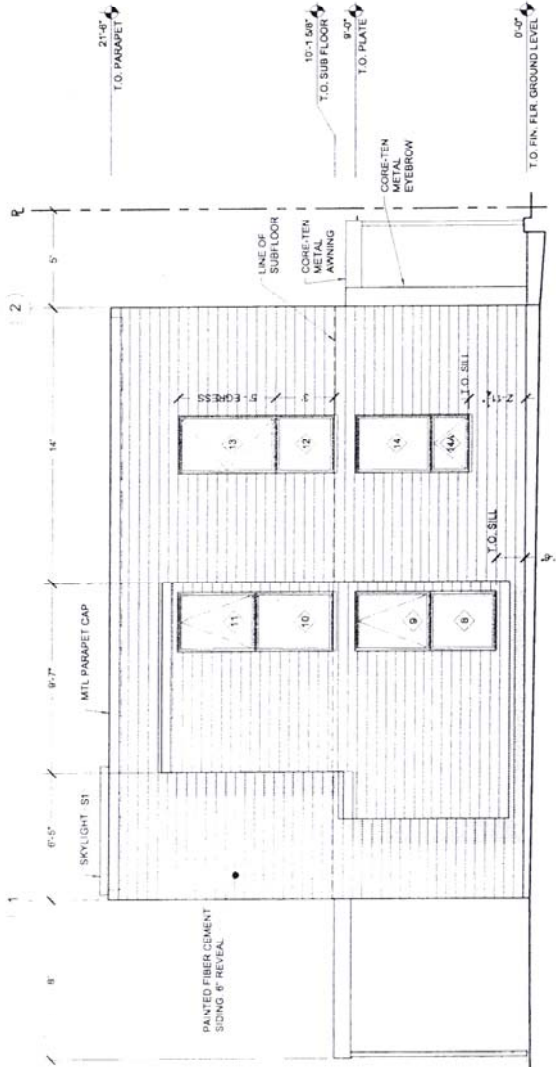 21'-6"
T.O. PARAPET
10'-1 5/8"
T.O. SUB FLOOR
9'-0"
T.O. PLATE
0'-0"
T.O. FIN. FLR. GROUND LEVEL
1
2
8'
6'-5"
9'-7"
14'
5'
SKYLIGHT - S1
MTL PARAPET CAP
PAINTED FIBER CEMENT
SIDING, 6" REVEAL
LINE OF
SUBFLOOR
CORE-TEN
METAL
AWNING
CORE-TEN
METAL
EYEBROW
5'- EGRESS
3'
T.O. SILL
2'-11"
T.O. SILL
11
10
9
8
13
12
14
14A